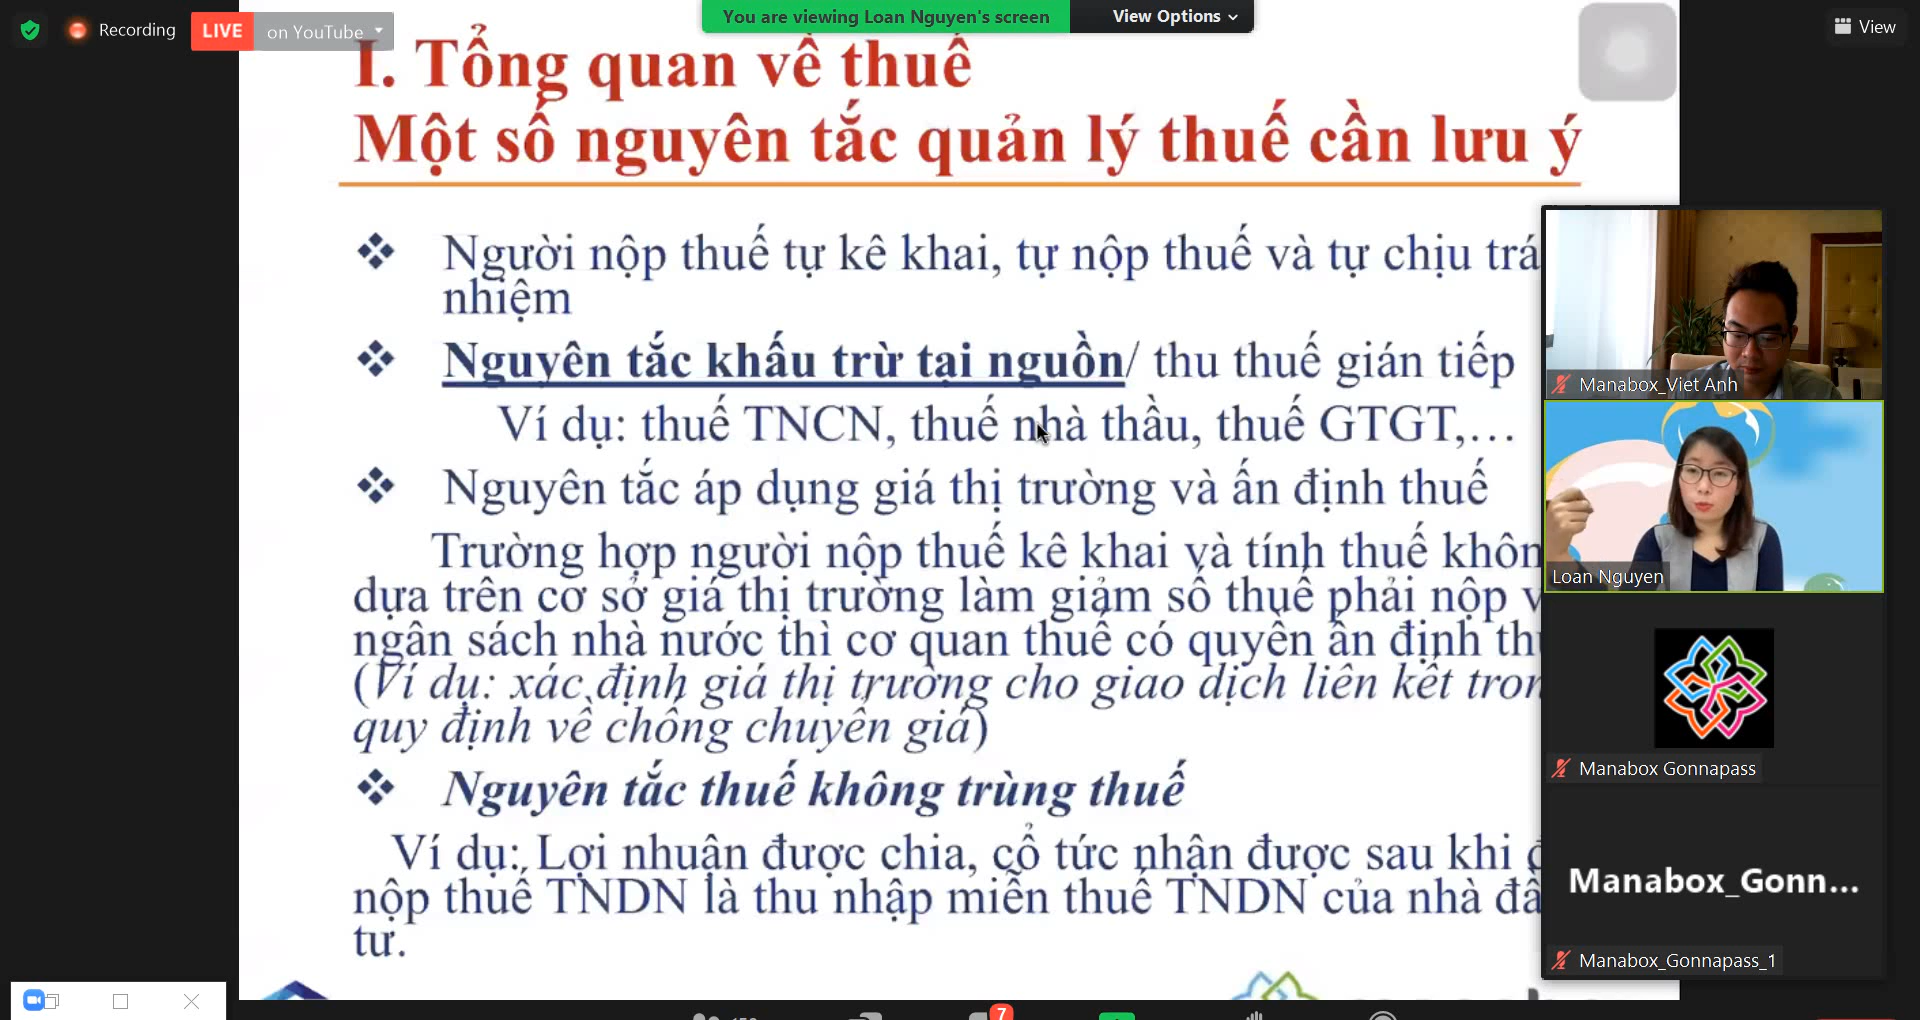 Recording
LIVE on YouTube
You are viewing Loan Nguyen's screen
View Options
View
I. Tổng quan về thuế
Một số nguyên tắc quản lý thuế cần lưu ý
Người nộp thuế tự kê khai, tự nộp thuế và tự chịu trá
nhiệm
Nguyên tắc khấu trừ tại nguồn/ thu thuế gián tiếp
Ví dụ: thuế TNCN, thuế nhà thầu, thuế GTGT,...
Nguyên tắc áp dụng giá thị trường và ấn định thuế
Trường hợp người nộp thuế kê khai và tính thuế khôn
dựa trên cơ sở giá thị trường làm giảm số thuế phải nộp v
ngân sách nhà nước thì cơ quan thuế có quyền ấn định th
(Ví dụ: xác định giá thị trường cho giao dịch liên kết tron
quy định về chống chuyển giá)
Nguyên tắc thuế không trùng thuế
Ví dụ: Lợi nhuận được chia, cổ tức nhận được sau khi
nộp thuế TNDN là thu nhập miễn thuế TNDN của nhà đầ
tư.
Manabox_Viet Anh
Loan Nguyen
Manabox Gonnapass
Manabox_Gonn...
Manabox_Gonnapass_1
7